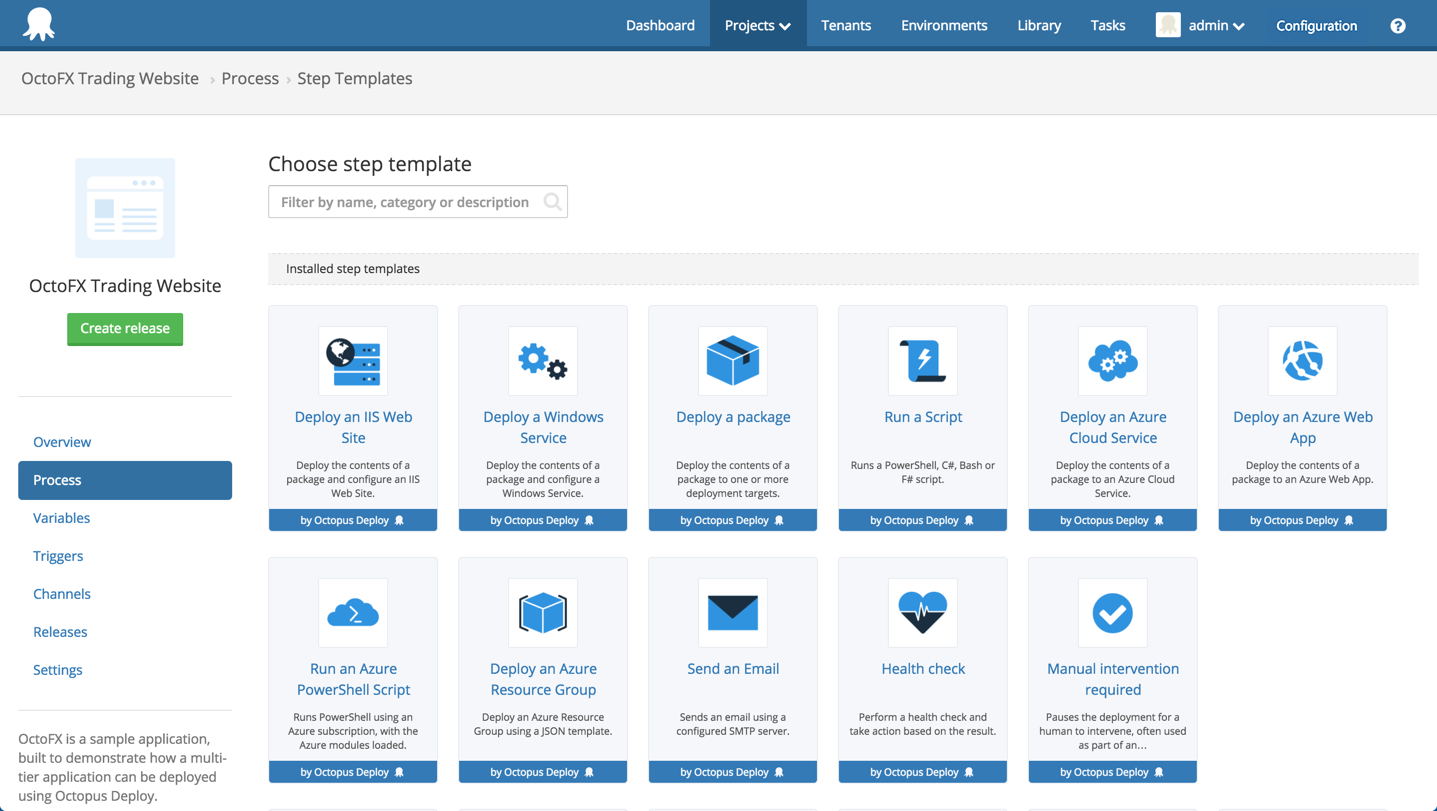 Dashboard Projects Tenants Environments Library Tasks admin Configuration ?
OctoFX Trading Website › Process › Step Templates
OctoFX Trading Website
Create release
Overview
Process
Variables
Triggers
Channels
Releases
Settings
OctoFX is a sample application,
built to demonstrate how a multi-
tier application can be deployed
using Octopus Deploy.
Choose step template
Filter by name, category or description
Installed step templates
Deploy an IIS Web
Site
Deploy the contents of a
package and configure an IIS
Web Site.
by Octopus Deploy
Deploy a Windows
Service
Deploy the contents of a
package and configure a
Windows Service.
by Octopus Deploy
Deploy a package
Deploy the contents of a
package to one or more
deployment targets.
by Octopus Deploy
Run a Script
Runs a PowerShell, C#, Bash or
F# script.
by Octopus Deploy
Deploy an Azure
Cloud Service
Deploy the contents of a
package to an Azure Cloud
Service.
by Octopus Deploy
Deploy an Azure Web
App
Deploy the contents of a
package to an Azure Web App.
by Octopus Deploy
Run an Azure
PowerShell Script
Runs PowerShell using an
Azure subscription, with the
Azure modules loaded.
by Octopus Deploy
Deploy an Azure
Resource Group
Deploy an Azure Resource
Group using a JSON template.
by Octopus Deploy
Send an Email
Sends an email using a
configured SMTP server.
by Octopus Deploy
Health check
Perform a health check and
take action based on the result.
by Octopus Deploy
Manual intervention
required
Pauses the deployment for a
human to intervene, often used
as part of an…
by Octopus Deploy